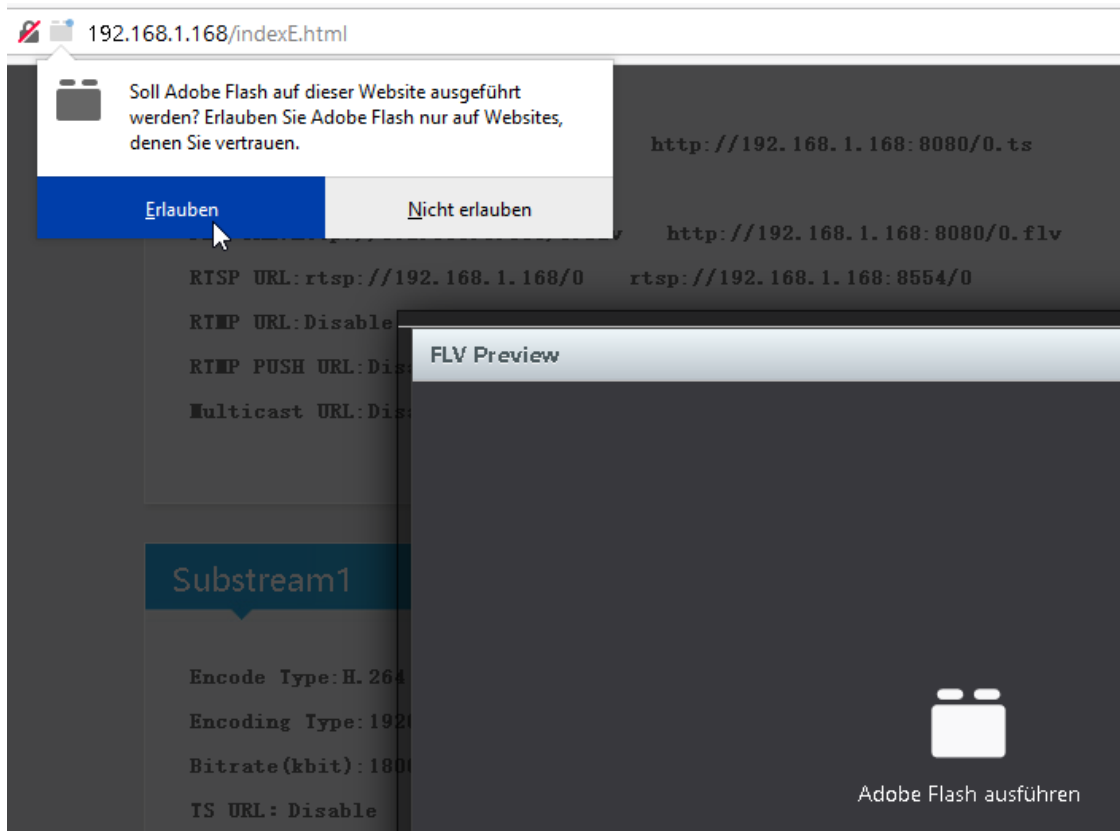 192.168.1.168/indexE.html
Soll Adobe Flash auf dieser Website ausgeführt
werden? Erlauben Sie Adobe Flash nur auf Websites,
denen Sie vertrauen.
Erlauben Nicht erlauben
http://192.168.1.168:8080/0.ts
http://192.168.1.168:8080/0.flv
RTSP URL:rtsp://192.168.1.168/0 rtsp://192.168.1.168:8554/0
RTMP URL:Disable
RTMP PUSH URL:Dis
Multicast URL:Dis
FLV Preview
Substream1
Encode Type:H.264
Encoding Type:192
Bitrate(kbit):180
TS URL: Disable
Adobe Flash ausführen